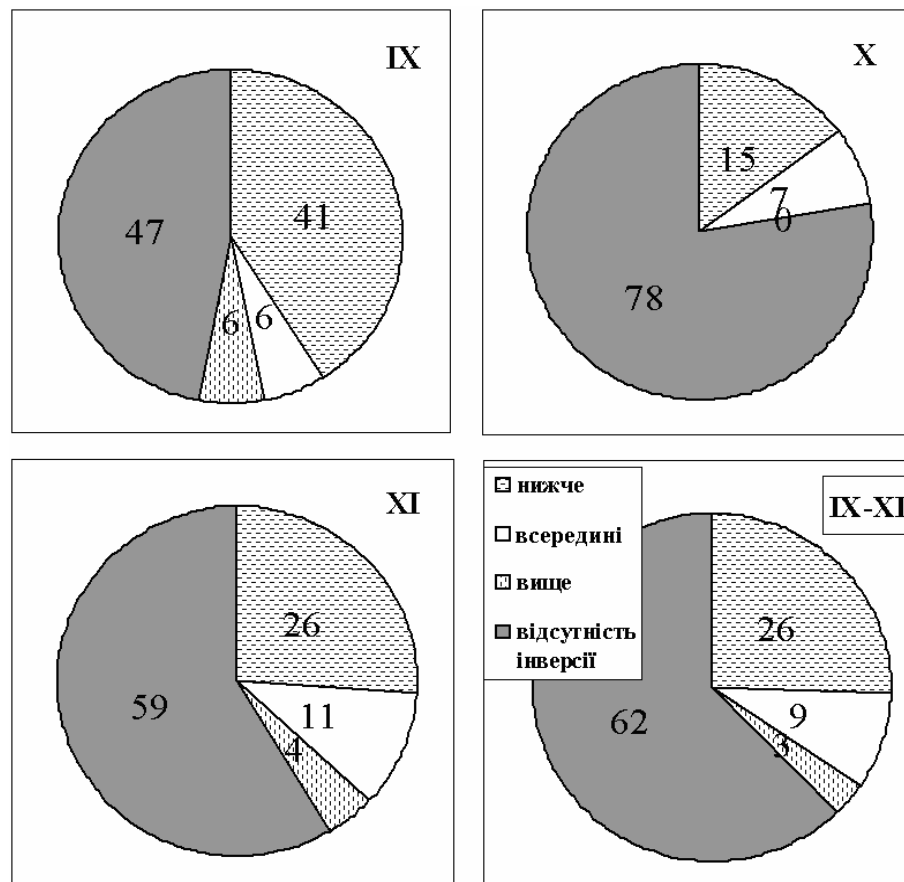 IX
47
41
6
6
X
15
7
0
78
XI
26
59
11
4
IX-XI
нижче
всередині
вище
відсутність
інверсії
26
9
3
62